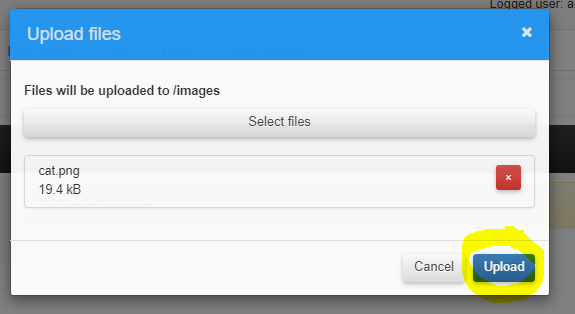 Logged user: a
Upload files
×
Files will be uploaded to /images
Select files
cat.png
19.4 kB
×
Cancel
Upload